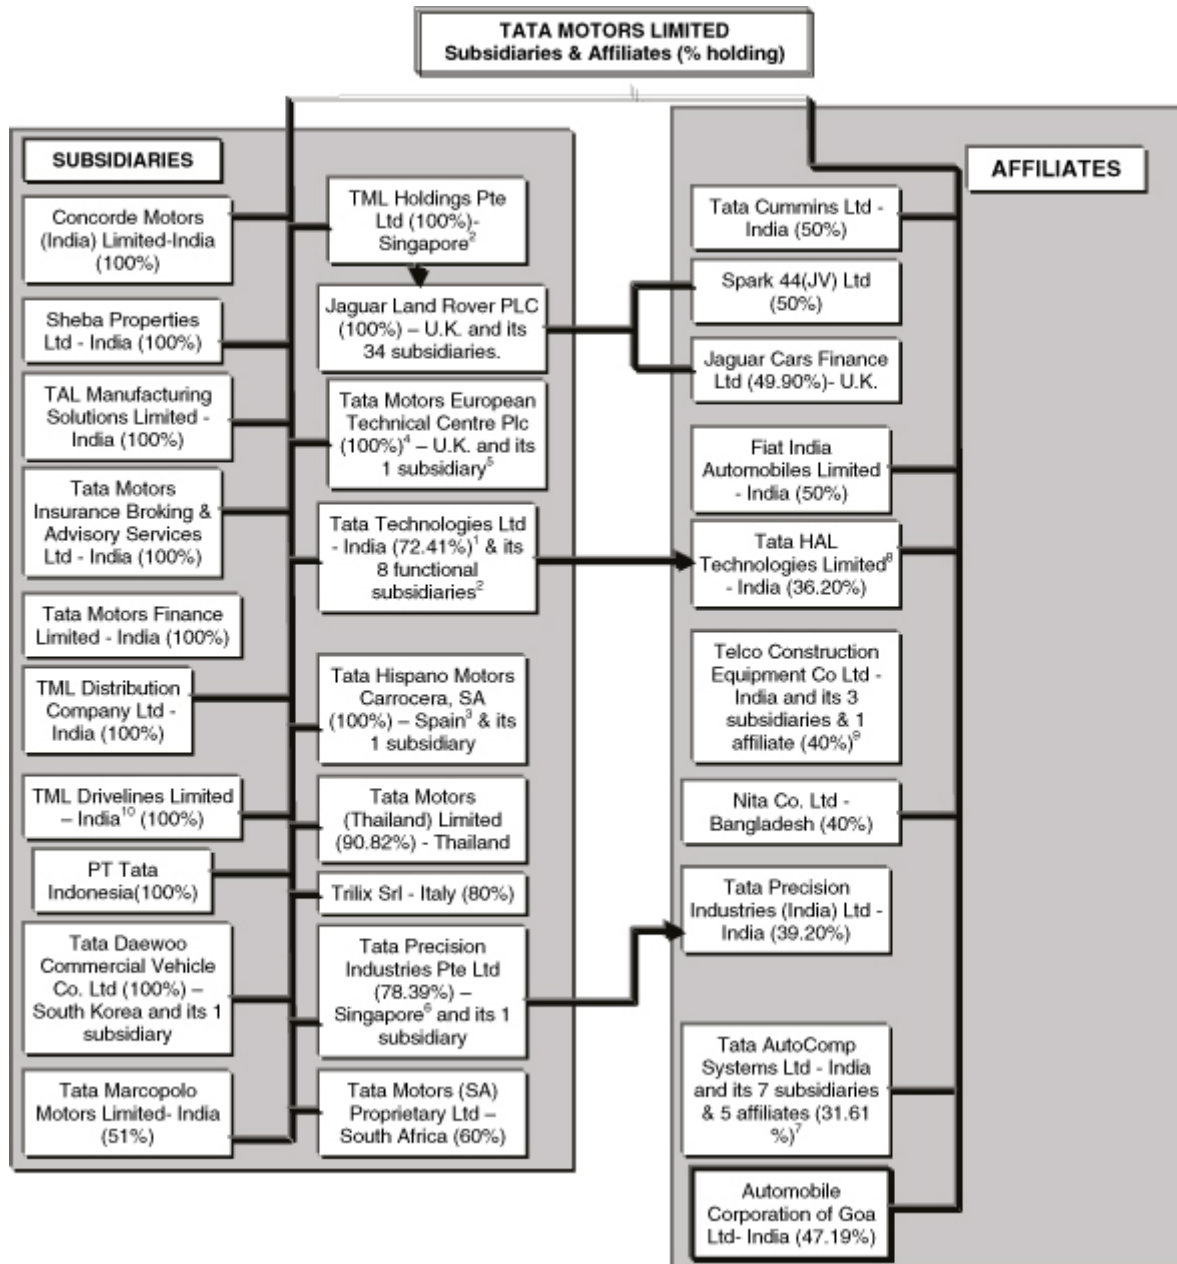 TATA MOTORS LIMITED
Subsidiaries & Affiliates (% holding)
SUBSIDIARIES
Concorde Motors
(India) Limited-India
(100%)
Sheba Properties
Ltd - India (100%)
TAL Manufacturing
Solutions Limited -
India (100%)
Tata Motors
Insurance Broking &
Advisory Services
Ltd - India (100%)
Tata Motors Finance
Limited - India (100%)
TML Distribution
Company Ltd -
India (100%)
TML Drivelines Limited
– India¹⁰ (100%)
PT Tata
Indonesia(100%)
Tata Daewoo
Commercial Vehicle
Co. Ltd (100%) –
South Korea and its 1
subsidiary
Tata Marcopolo
Motors Limited- India
(51%)
TML Holdings Pte
Ltd (100%)-
Singapore²
Jaguar Land Rover PLC
(100%) – U.K. and its
34 subsidiaries.
Tata Motors European
Technical Centre Plc
(100%)⁴ – U.K. and its
1 subsidiary⁵
Tata Technologies Ltd
- India (72.41%)¹ & its
8 functional
subsidiaries²
Tata Hispano Motors
Carrocera, SA
(100%) – Spain³ & its
1 subsidiary
Tata Motors
(Thailand) Limited
(90.82%) - Thailand
Trilix Srl - Italy (80%)
Tata Precision
Industries Pte Ltd
(78.39%) –
Singapore⁶ and its 1
subsidiary
Tata Motors (SA)
Proprietary Ltd –
South Africa (60%)
AFFILIATES
Tata Cummins Ltd -
India (50%)
Spark 44(JV) Ltd
(50%)
Jaguar Cars Finance
Ltd (49.90%)- U.K.
Fiat India
Automobiles Limited
- India (50%)
Tata HAL
Technologies Limited⁸
- India (36.20%)
Telco Construction
Equipment Co Ltd -
India and its 3
subsidiaries & 1
affiliate (40%)⁹
Nita Co. Ltd -
Bangladesh (40%)
Tata Precision
Industries (India) Ltd -
India (39.20%)
Tata AutoComp
Systems Ltd - India
and its 7 subsidiaries
& 5 affiliates (31.61
%)⁷
Automobile
Corporation of Goa
Ltd- India (47.19%)